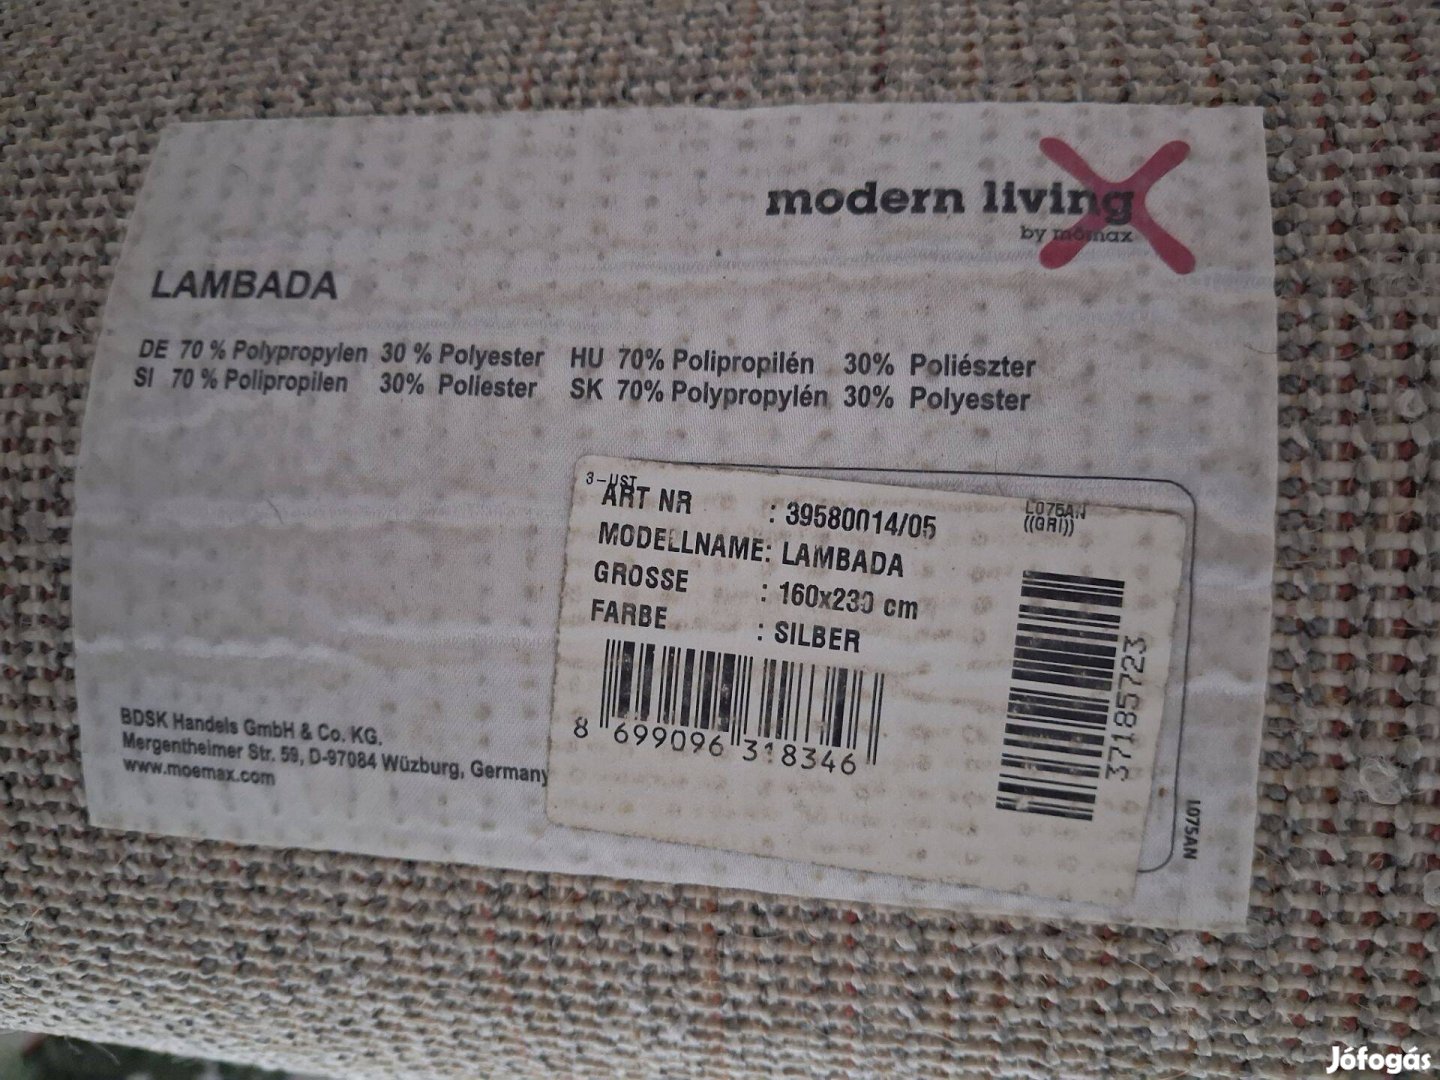 modern living
by mömax
LAMBADA
DE 70 % Polypropylen 30 % Polyester
SI 70 % Polipropilen 30% Poliester
HU 70% Polipropilén 30% Poliészter
SK 70% Polypropylén 30% Polyester
3-UST
L075AN
((GRI))
ART NR : 39580014/05
MODELLNAME: LAMBADA
GROSSE : 160x230 cm
FARBE : SILBER
8 699096 318346
37185723
L075AN
BDSK Handels GmbH & Co. KG.
Mergentheimer Str. 59, D-97084 Wüzburg, Germany
www.moemax.com
Jófogás